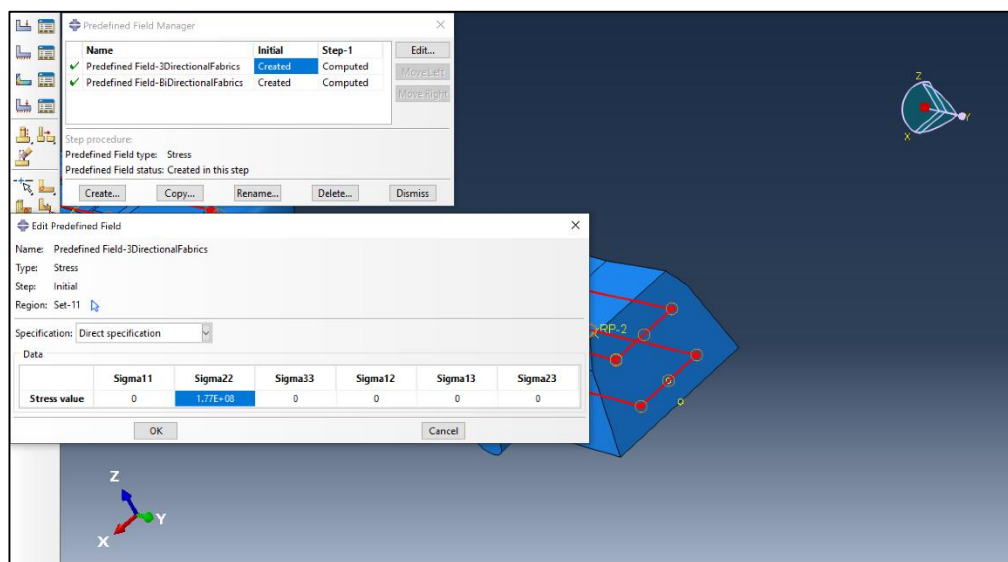 Predefined Field Manager
Name Initial Step-1 Edit...
Predefined Field-3DirectionalFabrics Created Computed Move Left
Predefined Field-BiDirectionalFabrics Created Computed Move Right
Step procedure:
Predefined Field type: Stress
Predefined Field status: Created in this step
Create... Copy... Rename... Delete... Dismiss
Edit Predefined Field
Name: Predefined Field-3DirectionalFabrics
Type: Stress
Step: Initial
Region: Set-11
Specification: Direct specification
Data
Sigma11 Sigma22 Sigma33 Sigma12 Sigma13 Sigma23
Stress value 0 1.77E+08 0 0 0 0
OK Cancel
RP-2
Z
Y
X
Z
Y
X